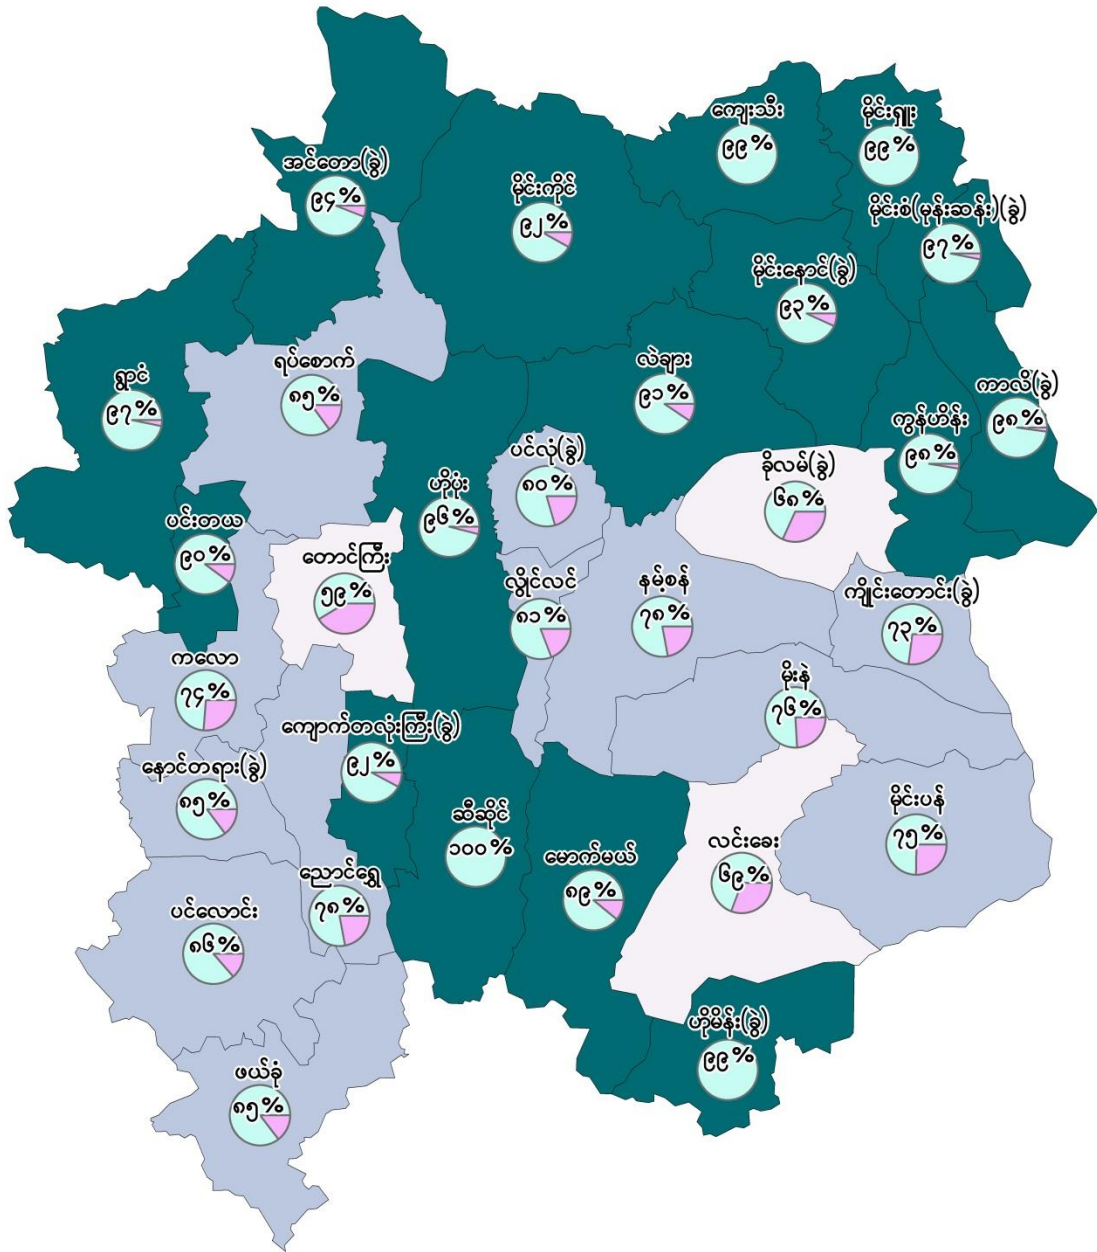 ကျေးသီး
၉၉%
မိုင်းရှူး
၉၉%
အင်တော(ခွဲ)
၉၄%
မိုင်းကိုင်
၉၂%
မိုင်းစံ(မုန်းဆန်း)(ခွဲ)
၉၇%
မိုင်းနောင်(ခွဲ)
၉၃%
ရပ်စောက်
၈၅%
လဲချား
၉၁%
ရွာငံ
၉၇%
ကာလိ(ခွဲ)
၉၈%
ကွန်ဟိန်း
၉၈%
ပင်လုံ(ခွဲ)
၈၀%
ခိုလမ်(ခွဲ)
၆၈%
ဟိုပုံး
၉၆%
ပင်းတယ
၉၀%
တောင်ကြီး
၅၉%
လွိုင်လင်
၈၁%
နမ့်စန်
၇၈%
ကျိုင်းတောင်း(ခွဲ)
၇၃%
ကလော
၇၄%
မိုးနဲ
၇၆%
ကျောက်တလုံးကြီး(ခွဲ)
၉၂%
နောင်တရား(ခွဲ)
၈၅%
ဆီဆိုင်
၁၀၀%
မိုင်းပန်
၇၅%
မောက်မယ်
၈၉%
လင်းခေး
၆၉%
ညောင်ရွှေ
၇၈%
ပင်လောင်း
၈၆%
ဟိုမိန်း(ခွဲ)
၉၉%
ဖယ်ခုံ
၈၅%